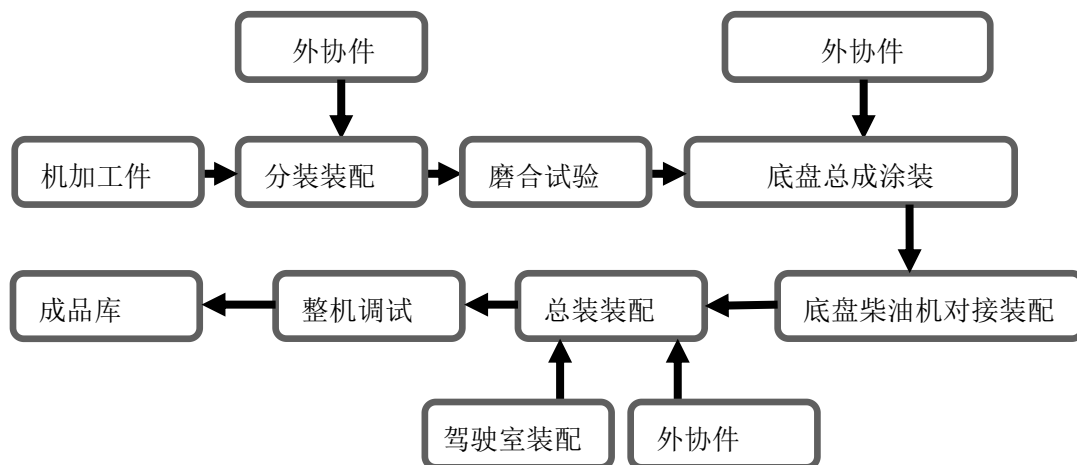 外协件
外协件
机加工件
分装装配
磨合试验
底盘总成涂装
成品库
整机调试
总装装配
底盘柴油机对接装配
驾驶室装配
外协件